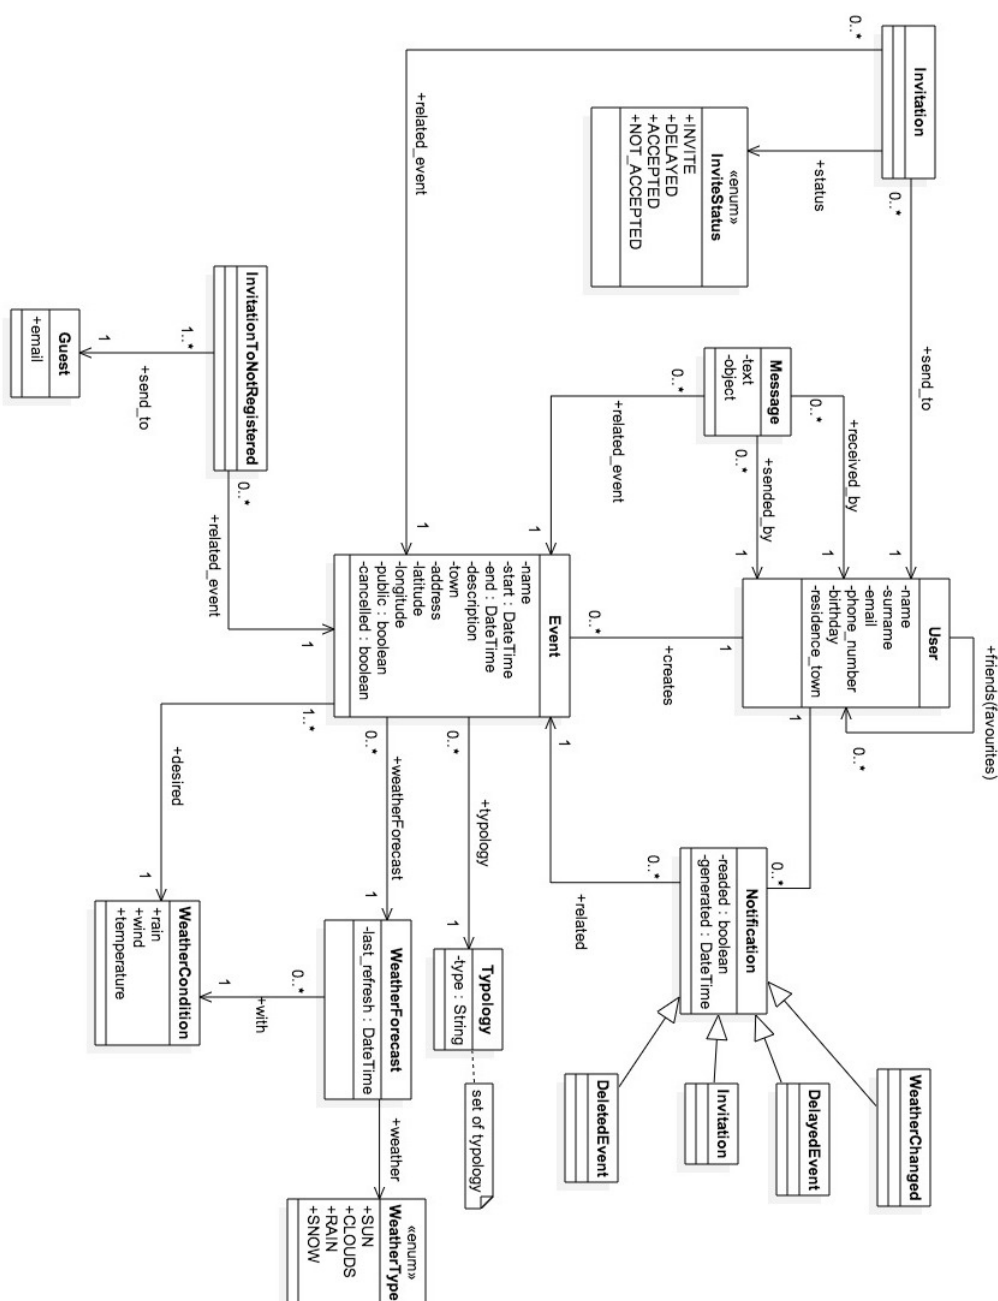 Invitation
0..*
+related_event
1
+status
0..*
+send_to
1
«enum»
InviteStatus
+INVITE
+DELAYED
+ACCEPTED
+NOT_ACCEPTED
Message
-text
-object
0..*
+received_by
1
0..*
+sended_by
1
0..*
+related_event
1
User
-name
-surname
-email
-phone_number
-birthday
-residence_town
+friends(favourites)
0..*
1
+creates
0..*
1
0..*
Notification
-readed : boolean
-generated : DateTime
0..*
+related
1
WeatherChanged
DelayedEvent
Invitation
DeletedEvent
InvitationToNotRegistered
1..*
+send_to
1
Guest
+email
0..*
+related_event
1
Event
-name
-start : DateTime
-end : DateTime
-description
-town
-address
-latitude
-longitude
-public : boolean
-cancelled : boolean
0..*
+typology
1
Typology
-type : String
set of typology
0..*
+weatherForecast
1
WeatherForecast
-last_refresh : DateTime
+weather
«enum»
WeatherType
+SUN
+CLOUDS
+RAIN
+SNOW
1..*
+desired
1
0..*
+with
1
WeatherCondition
+rain
+wind
+temperature